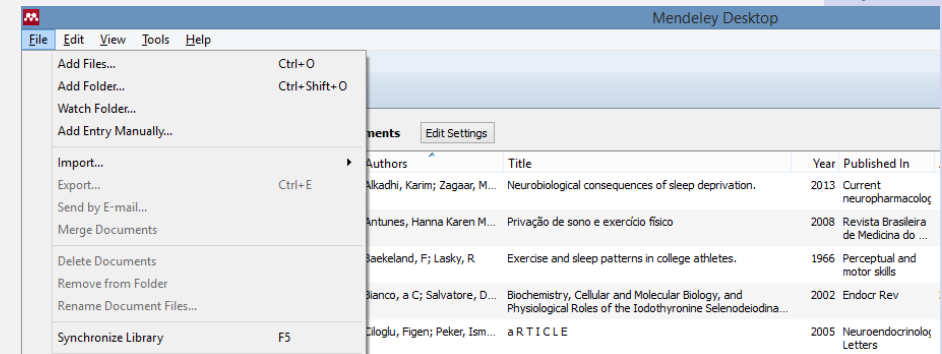 Mendeley Desktop
File Edit View Tools Help
Add Files... Ctrl+O
Add Folder... Ctrl+Shift+O
Watch Folder...
Add Entry Manually...
Import...
Export... Ctrl+E
Send by E-mail...
Merge Documents
Delete Documents
Remove from Folder
Rename Document Files...
Synchronize Library F5
ments Edit Settings
Authors Title Year Published In
Alkadhi, Karim; Zagaar, M... Neurobiological consequences of sleep deprivation. 2013 Current
neuropharmacolog
Antunes, Hanna Karen M... Privação de sono e exercício físico 2008 Revista Brasileira
de Medicina do ...
Baekeland, F; Lasky, R Exercise and sleep patterns in college athletes. 1966 Perceptual and
motor skills
Bianco, a C; Salvatore, D... Biochemistry, Cellular and Molecular Biology, and 2002 Endocr Rev
Physiological Roles of the Iodothyronine Selenodeiodina...
Ciloglu, Figen; Peker, Ism... a R T I C L E 2005 Neuroendocrinolog
Letters